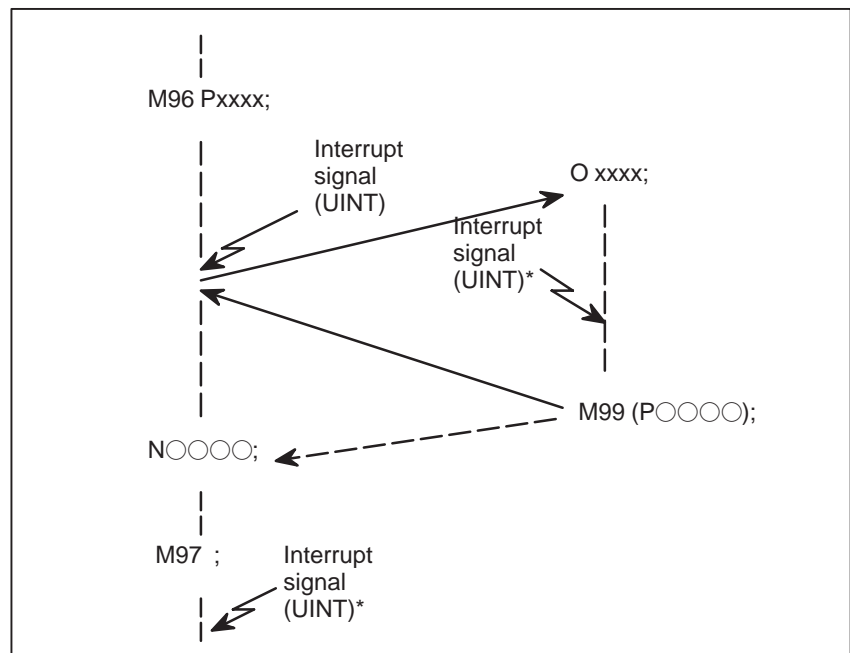 M96 Pxxxx;
Interrupt
signal
(UINT)
O xxxx;
Interrupt
signal
(UINT)*
M99 (P○○○○);
N○○○○;
M97 ;
Interrupt
signal
(UINT)*